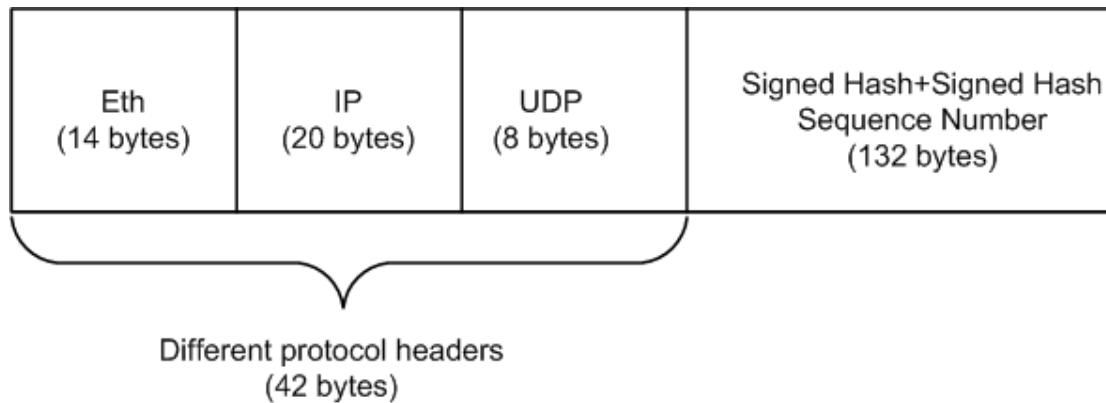 Eth
(14 bytes)
IP
(20 bytes)
UDP
(8 bytes)
Signed Hash+Signed Hash
Sequence Number
(132 bytes)
Different protocol headers
(42 bytes)